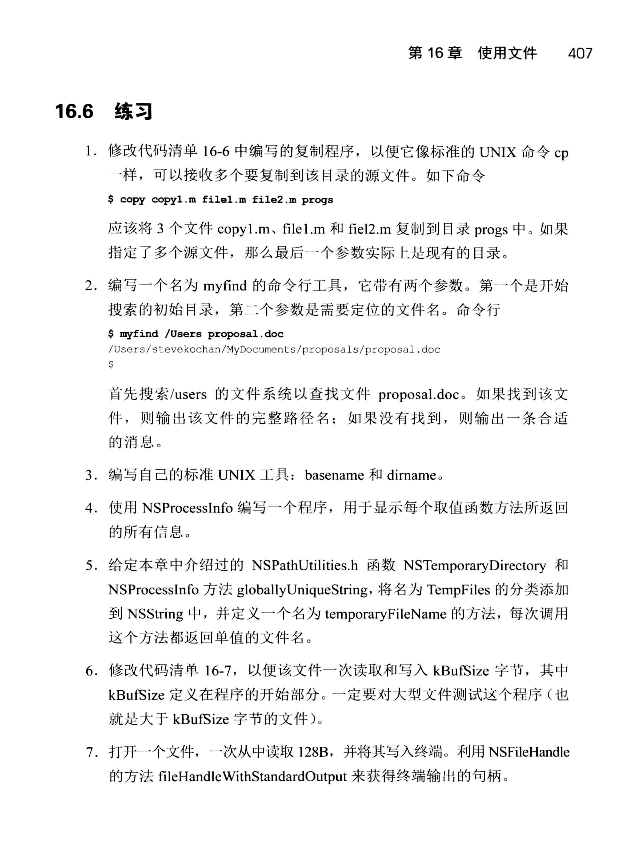 第 16 章 使用文件 407
16.6 练习
1. 修改代码清单 16-6 中编写的复制程序，以便它像标准的 UNIX 命令 cp
一样，可以接收多个要复制到该目录的源文件。如下命令
$ copy copy1.m file1.m file2.m progs
应该将 3 个文件 copy1.m、file1.m 和 fiel2.m 复制到目录 progs 中。如果
指定了多个源文件，那么最后一个参数实际上是现有的目录。
2. 编写一个名为 myfind 的命令行工具，它带有两个参数。第一个是开始
搜索的初始目录，第二个参数是需要定位的文件名。命令行
$ myfind /Users proposal.doc
/Users/stevekochan/MyDocuments/proposals/proposal.doc
$
首先搜索/users 的文件系统以查找文件 proposal.doc。如果找到该文
件，则输出该文件的完整路径名；如果没有找到，则输出一条合适
的消息。
3. 编写自己的标准 UNIX 工具：basename 和 dirname。
4. 使用 NSProcessInfo 编写一个程序，用于显示每个取值函数方法所返回
的所有信息。
5. 给定本章中介绍过的 NSPathUtilities.h 函数 NSTemporaryDirectory 和
NSProcessInfo 方法 globallyUniqueString，将名为 TempFiles 的分类添加
到 NSString 中，并定义一个名为 temporaryFileName 的方法，每次调用
这个方法都返回单值的文件名。
6. 修改代码清单 16-7，以便该文件一次读取和写入 kBufSize 字节，其中
kBufSize 定义在程序的开始部分。一定要对大型文件测试这个程序（也
就是大于 kBufSize 字节的文件）。
7. 打开一个文件，一次从中读取 128B，并将其写入终端。利用 NSFileHandle
的方法 fileHandleWithStandardOutput 来获得终端输出的句柄。